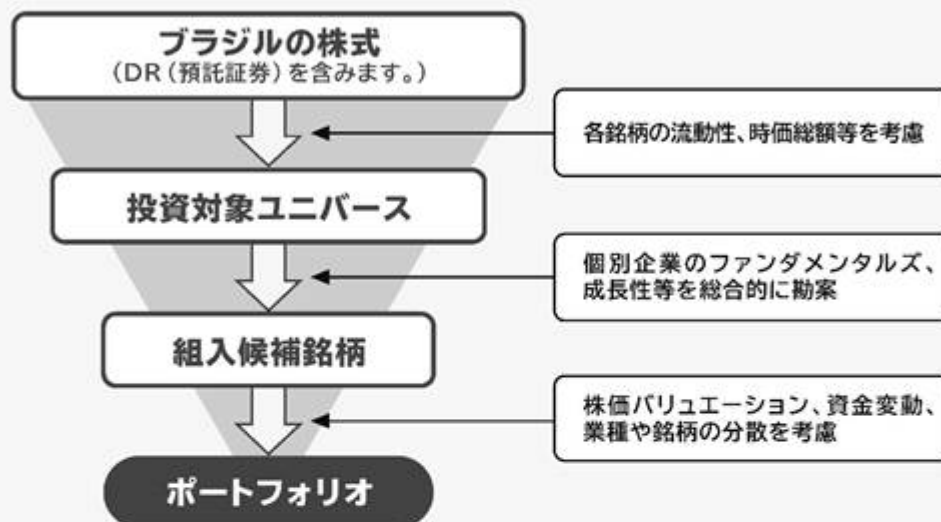 ブラジルの株式
(DR(預託証券)を含みます。)
各銘柄の流動性、時価総額等を考慮
投資対象ユニバース
個別企業のファンダメンタルズ、
成長性等を総合的に勘案
組入候補銘柄
株価バリュエーション、資金変動、
業種や銘柄の分散を考慮
ポートフォリオ